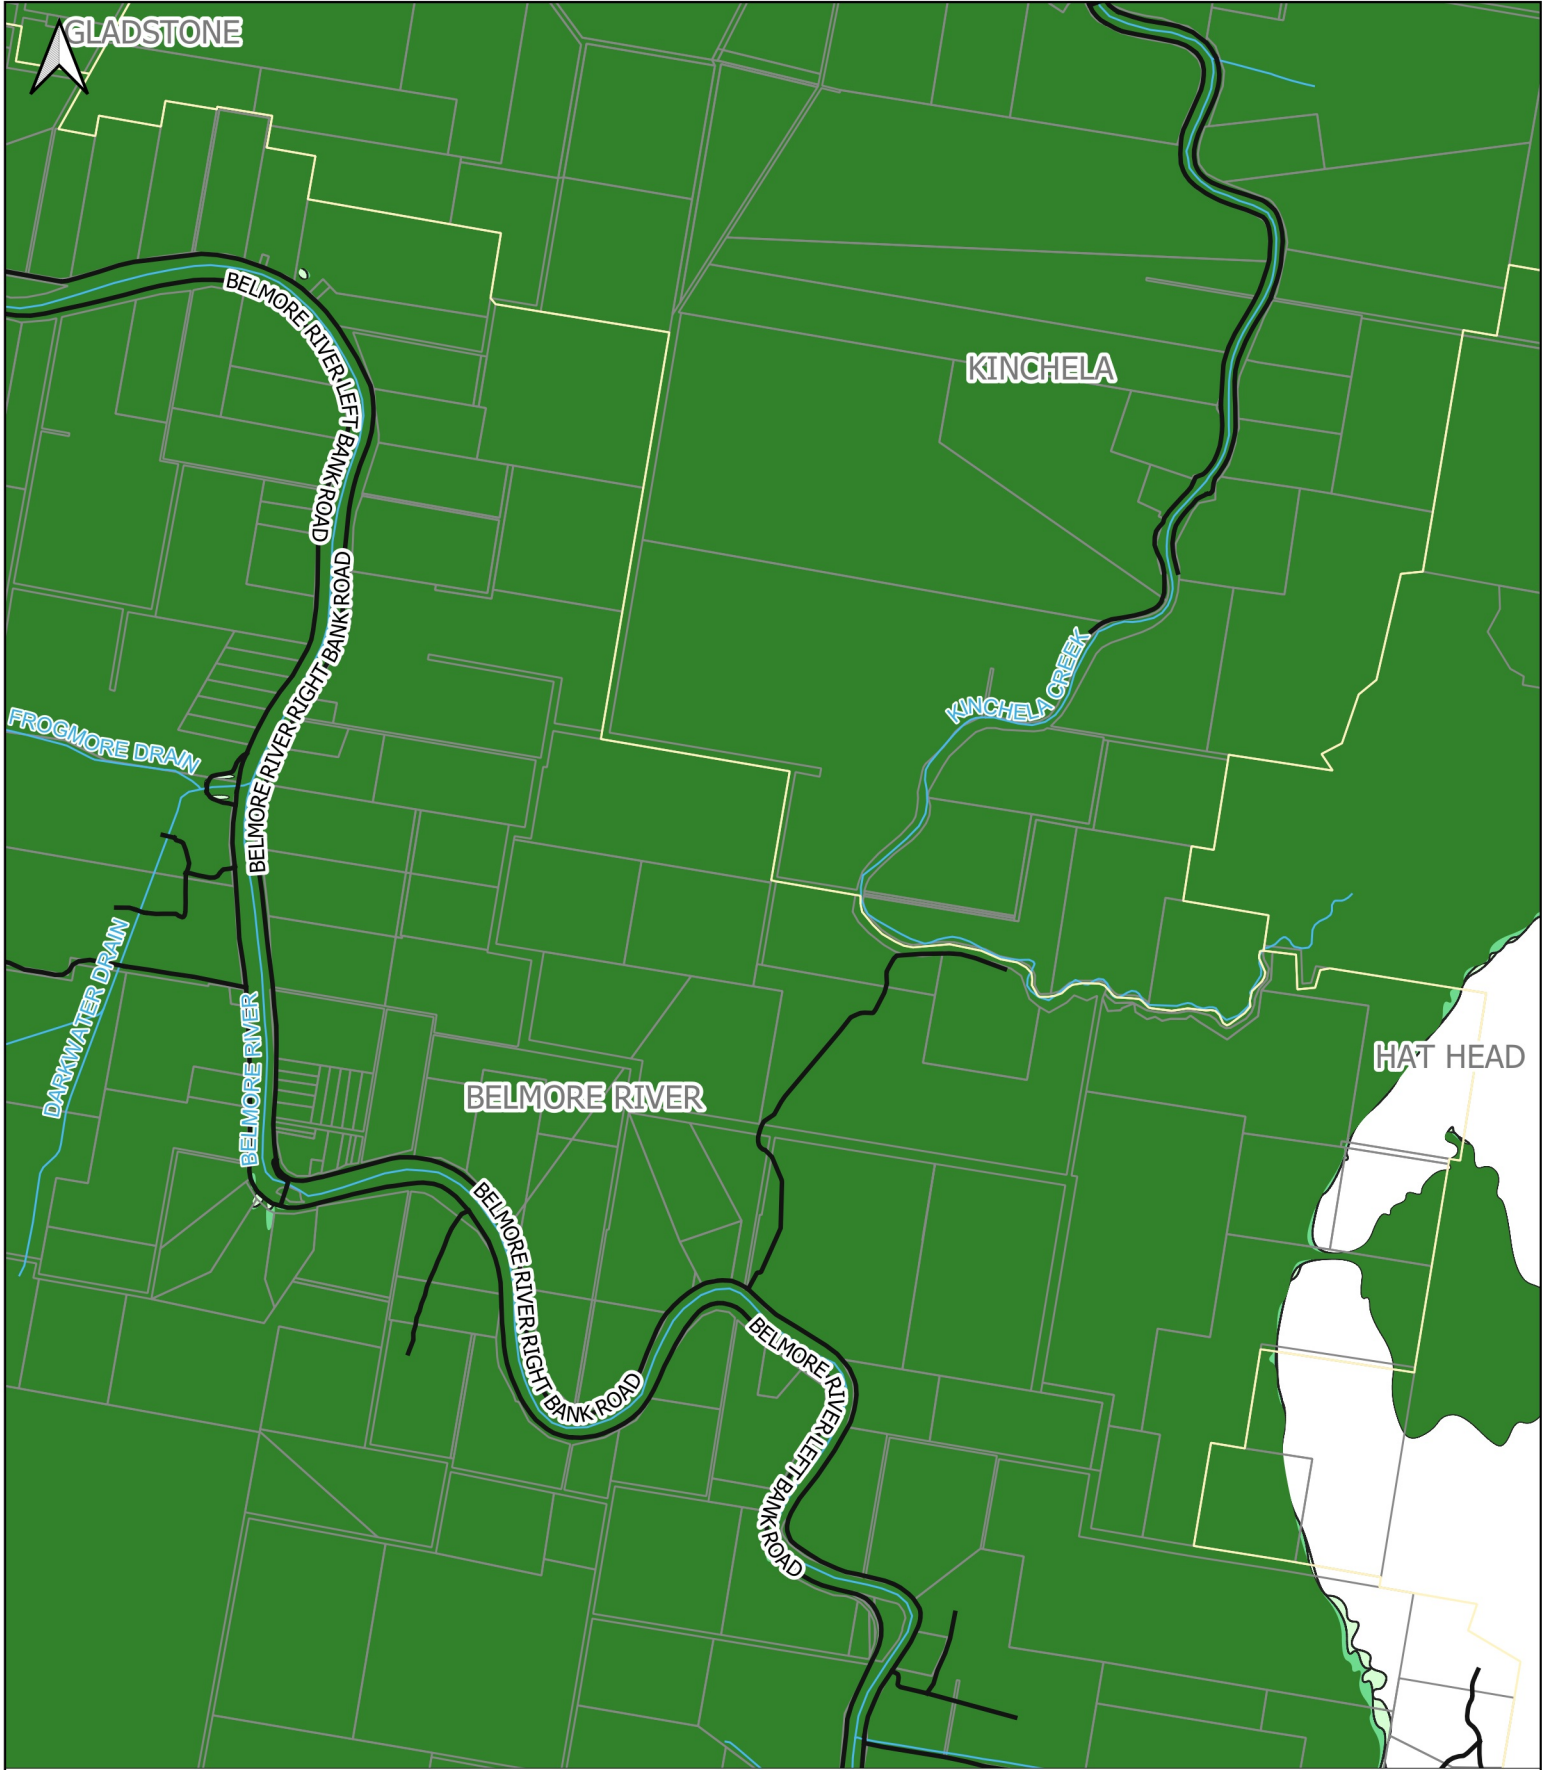 GLADSTONE
BELMORE RIVER LEFT BANK ROAD
KINCHELA
BELMORE RIVER RIGHT BANK ROAD
KINCHELA CREEK
FROGMORE DRAIN
DARKWATER DRAIN
BELMORE RIVER
HAT HEAD
BELMORE RIVER
BELMORE RIVER RIGHT BANK ROAD
BELMORE RIVER LEFT BANK ROAD